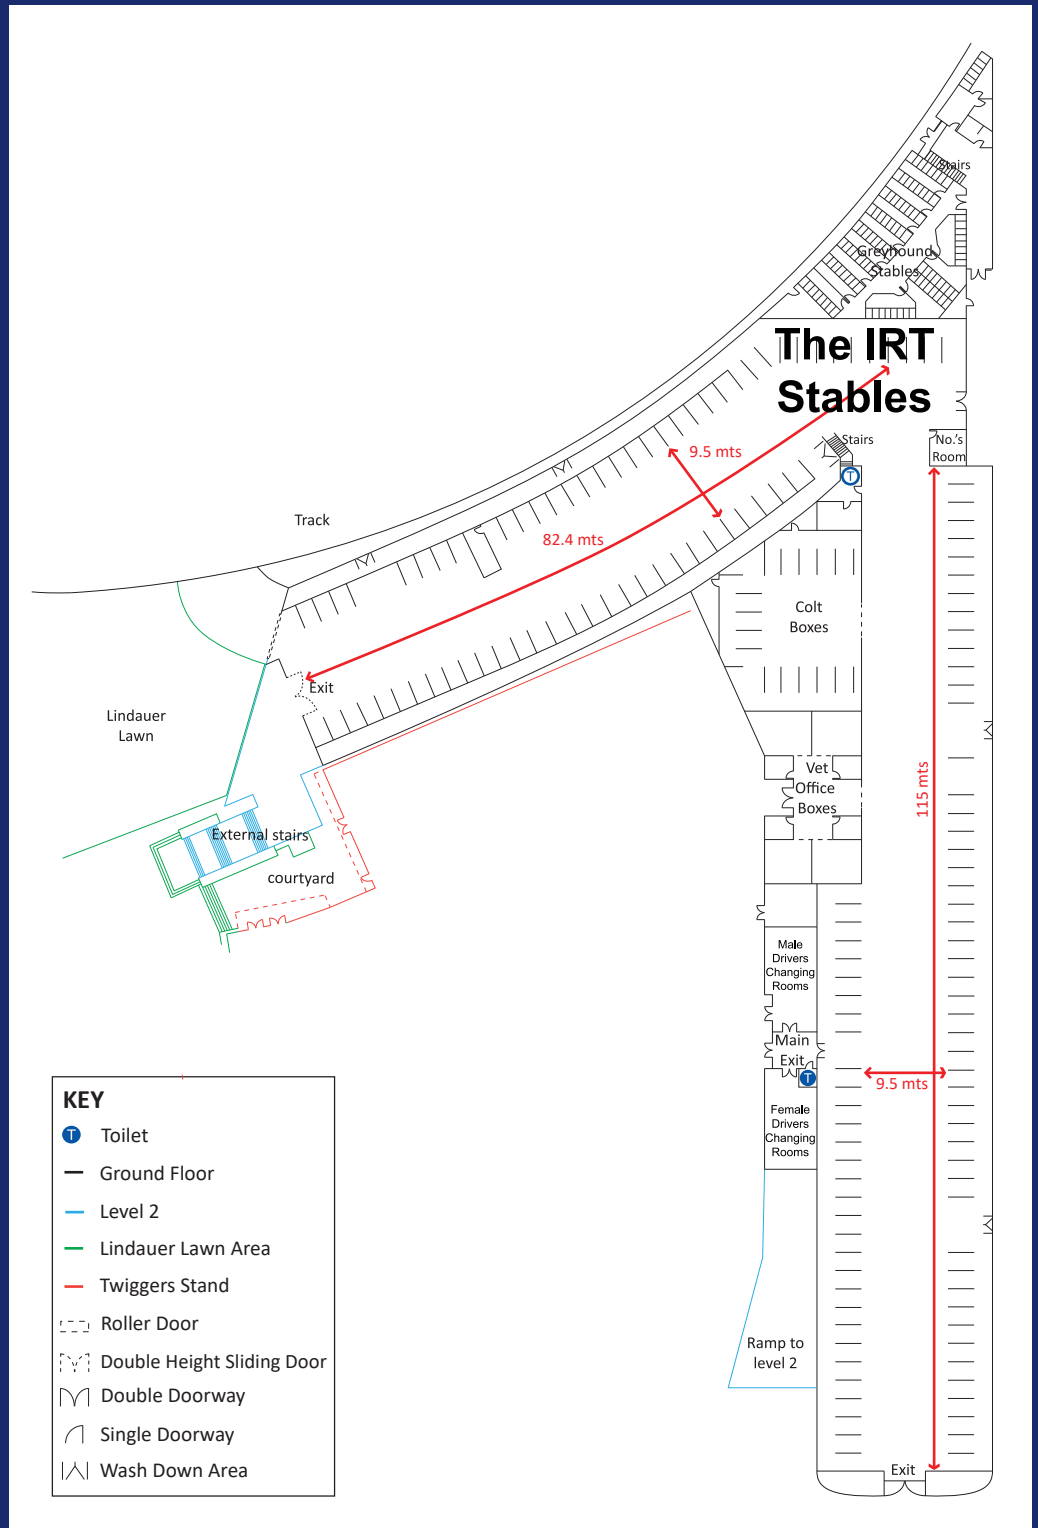 Stairs
Greyhound
Stables
The IRT
Stables
Stairs
No.'s
Room
T
9.5 mts
82.4 mts
Track
Colt
Boxes
Exit
Lindauer
Lawn
Vet
Office
Boxes
115 mts
External stairs
courtyard
Male
Drivers
Changing
Rooms
Main
Exit
T
9.5 mts
Female
Drivers
Changing
Rooms
Ramp to
level 2
Exit
KEY
T Toilet
Ground Floor
Level 2
Lindauer Lawn Area
Twiggers Stand
Roller Door
Double Height Sliding Door
Double Doorway
Single Doorway
Wash Down Area